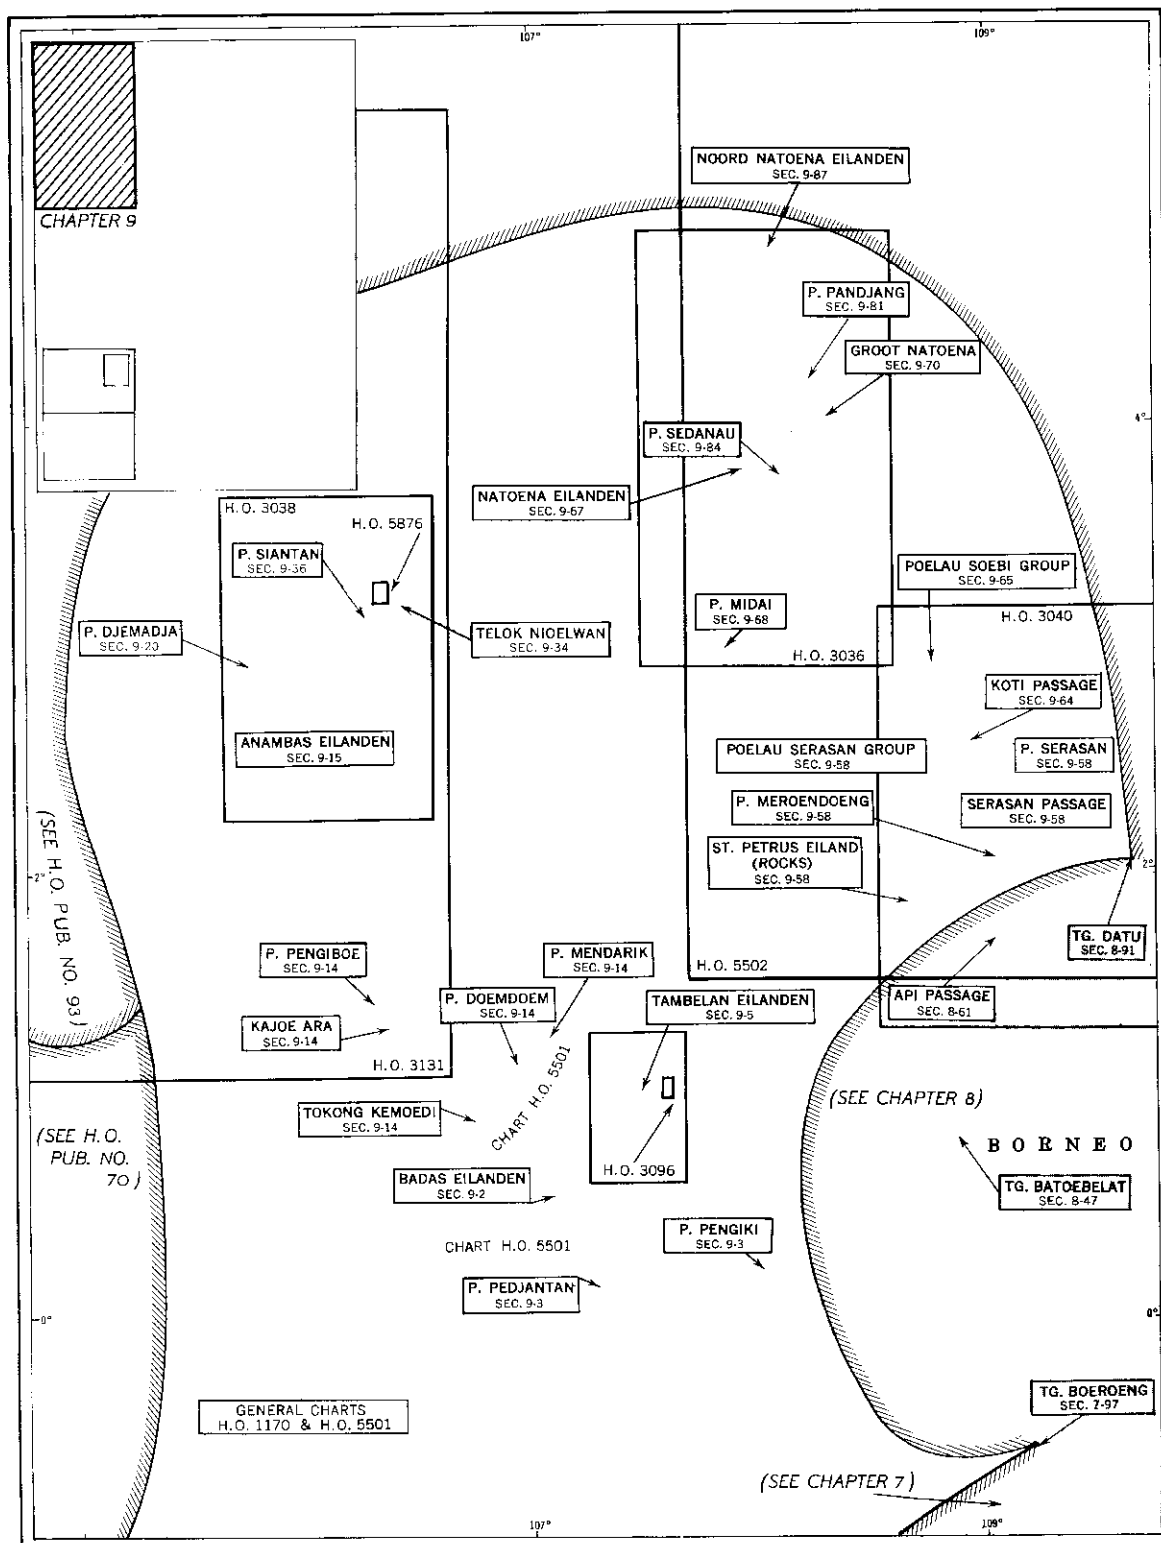 107°
109°
CHAPTER 9
NOORD NATOENA EILANDEN
SEC. 9-87
P. PANDJANG
SEC. 9-81
GROOT NATOENA
SEC. 9-70
4°
P. SEDANAU
SEC. 9-84
NATOENA EILANDEN
SEC. 9-67
H.O. 3038
H.O. 5876
P. SIANTAN
SEC. 9-36
POELAU SOEBI GROUP
SEC. 9-65
P. MIDAI
SEC. 9-68
H.O. 3040
P. DJEMADJA
SEC. 9-20
TELOK NIOELWAN
SEC. 9-34
H.O. 3036
KOTI PASSAGE
SEC. 9-64
ANAMBAS EILANDEN
SEC. 9-15
POELAU SERASAN GROUP
SEC. 9-58
P. SERASAN
SEC. 9-58
P. MEROENDOENG
SEC. 9-58
SERASAN PASSAGE
SEC. 9-58
ST. PETRUS EILAND
(ROCKS)
SEC. 9-58
2°
2°
(SEE H.O. PUB. NO. 93)
TG. DATU
SEC. 8-91
P. PENGIBOE
SEC. 9-14
P. MENDARIK
SEC. 9-14
H.O. 5502
P. DOEMDOEM
SEC. 9-14
TAMBELAN EILANDEN
SEC. 9-5
API PASSAGE
SEC. 8-61
KAJOE ARA
SEC. 9-14
H.O. 3131
CHART H.O. 5501
(SEE CHAPTER 8)
TOKONG KEMOEDI
SEC. 9-14
(SEE H.O.
PUB. NO.
70)
BORNEO
H.O. 3096
BADAS EILANDEN
SEC. 9-2
TG. BATOEBELAT
SEC. 8-47
P. PENGIKI
SEC. 9-3
CHART H.O. 5501
P. PEDJANTAN
SEC. 9-3
0°
0°
GENERAL CHARTS
H.O. 1170 & H.O. 5501
TG. BOEROENG
SEC. 7-97
(SEE CHAPTER 7)
107°
109°